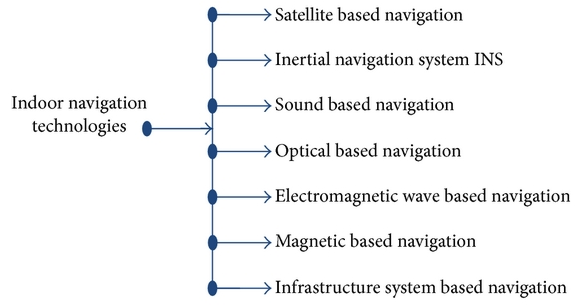 Indoor navigation
technologies
Satellite based navigation
Inertial navigation system INS
Sound based navigation
Optical based navigation
Electromagnetic wave based navigation
Magnetic based navigation
Infrastructure system based navigation